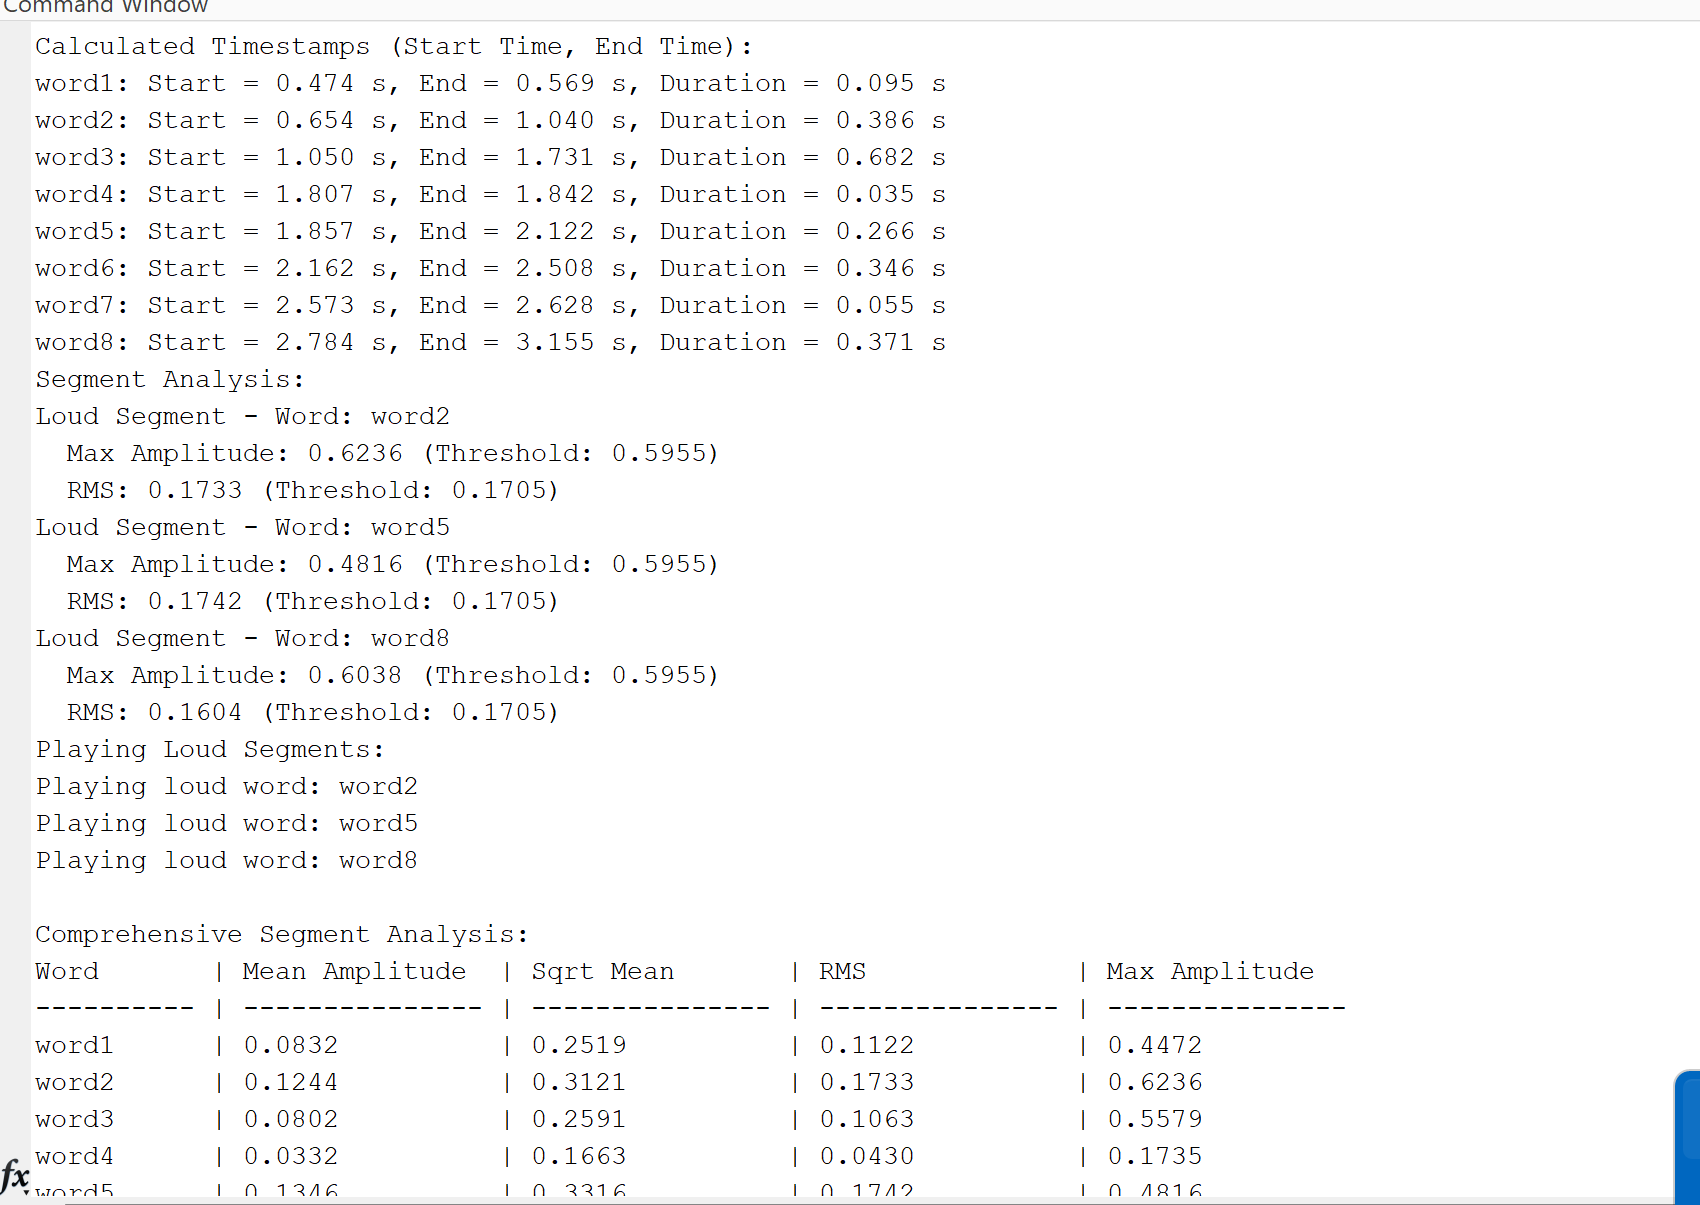 Command Window
Calculated Timestamps (Start Time, End Time):
word1: Start = 0.474 s, End = 0.569 s, Duration = 0.095 s
word2: Start = 0.654 s, End = 1.040 s, Duration = 0.386 s
word3: Start = 1.050 s, End = 1.731 s, Duration = 0.682 s
word4: Start = 1.807 s, End = 1.842 s, Duration = 0.035 s
word5: Start = 1.857 s, End = 2.122 s, Duration = 0.266 s
word6: Start = 2.162 s, End = 2.508 s, Duration = 0.346 s
word7: Start = 2.573 s, End = 2.628 s, Duration = 0.055 s
word8: Start = 2.784 s, End = 3.155 s, Duration = 0.371 s
Segment Analysis:
Loud Segment - Word: word2
  Max Amplitude: 0.6236 (Threshold: 0.5955)
  RMS: 0.1733 (Threshold: 0.1705)
Loud Segment - Word: word5
  Max Amplitude: 0.4816 (Threshold: 0.5955)
  RMS: 0.1742 (Threshold: 0.1705)
Loud Segment - Word: word8
  Max Amplitude: 0.6038 (Threshold: 0.5955)
  RMS: 0.1604 (Threshold: 0.1705)
Playing Loud Segments:
Playing loud word: word2
Playing loud word: word5
Playing loud word: word8
Comprehensive Segment Analysis:
Word       | Mean Amplitude  | Sqrt Mean       | RMS             | Max Amplitude
---------- | --------------- | --------------- | --------------- | ---------------
word1      | 0.0832          | 0.2519          | 0.1122          | 0.4472
word2      | 0.1244          | 0.3121          | 0.1733          | 0.6236
word3      | 0.0802          | 0.2591          | 0.1063          | 0.5579
word4      | 0.0332          | 0.1663          | 0.0430          | 0.1735
fx word5      | 0.1346          | 0.3316          | 0.1742          | 0.4816